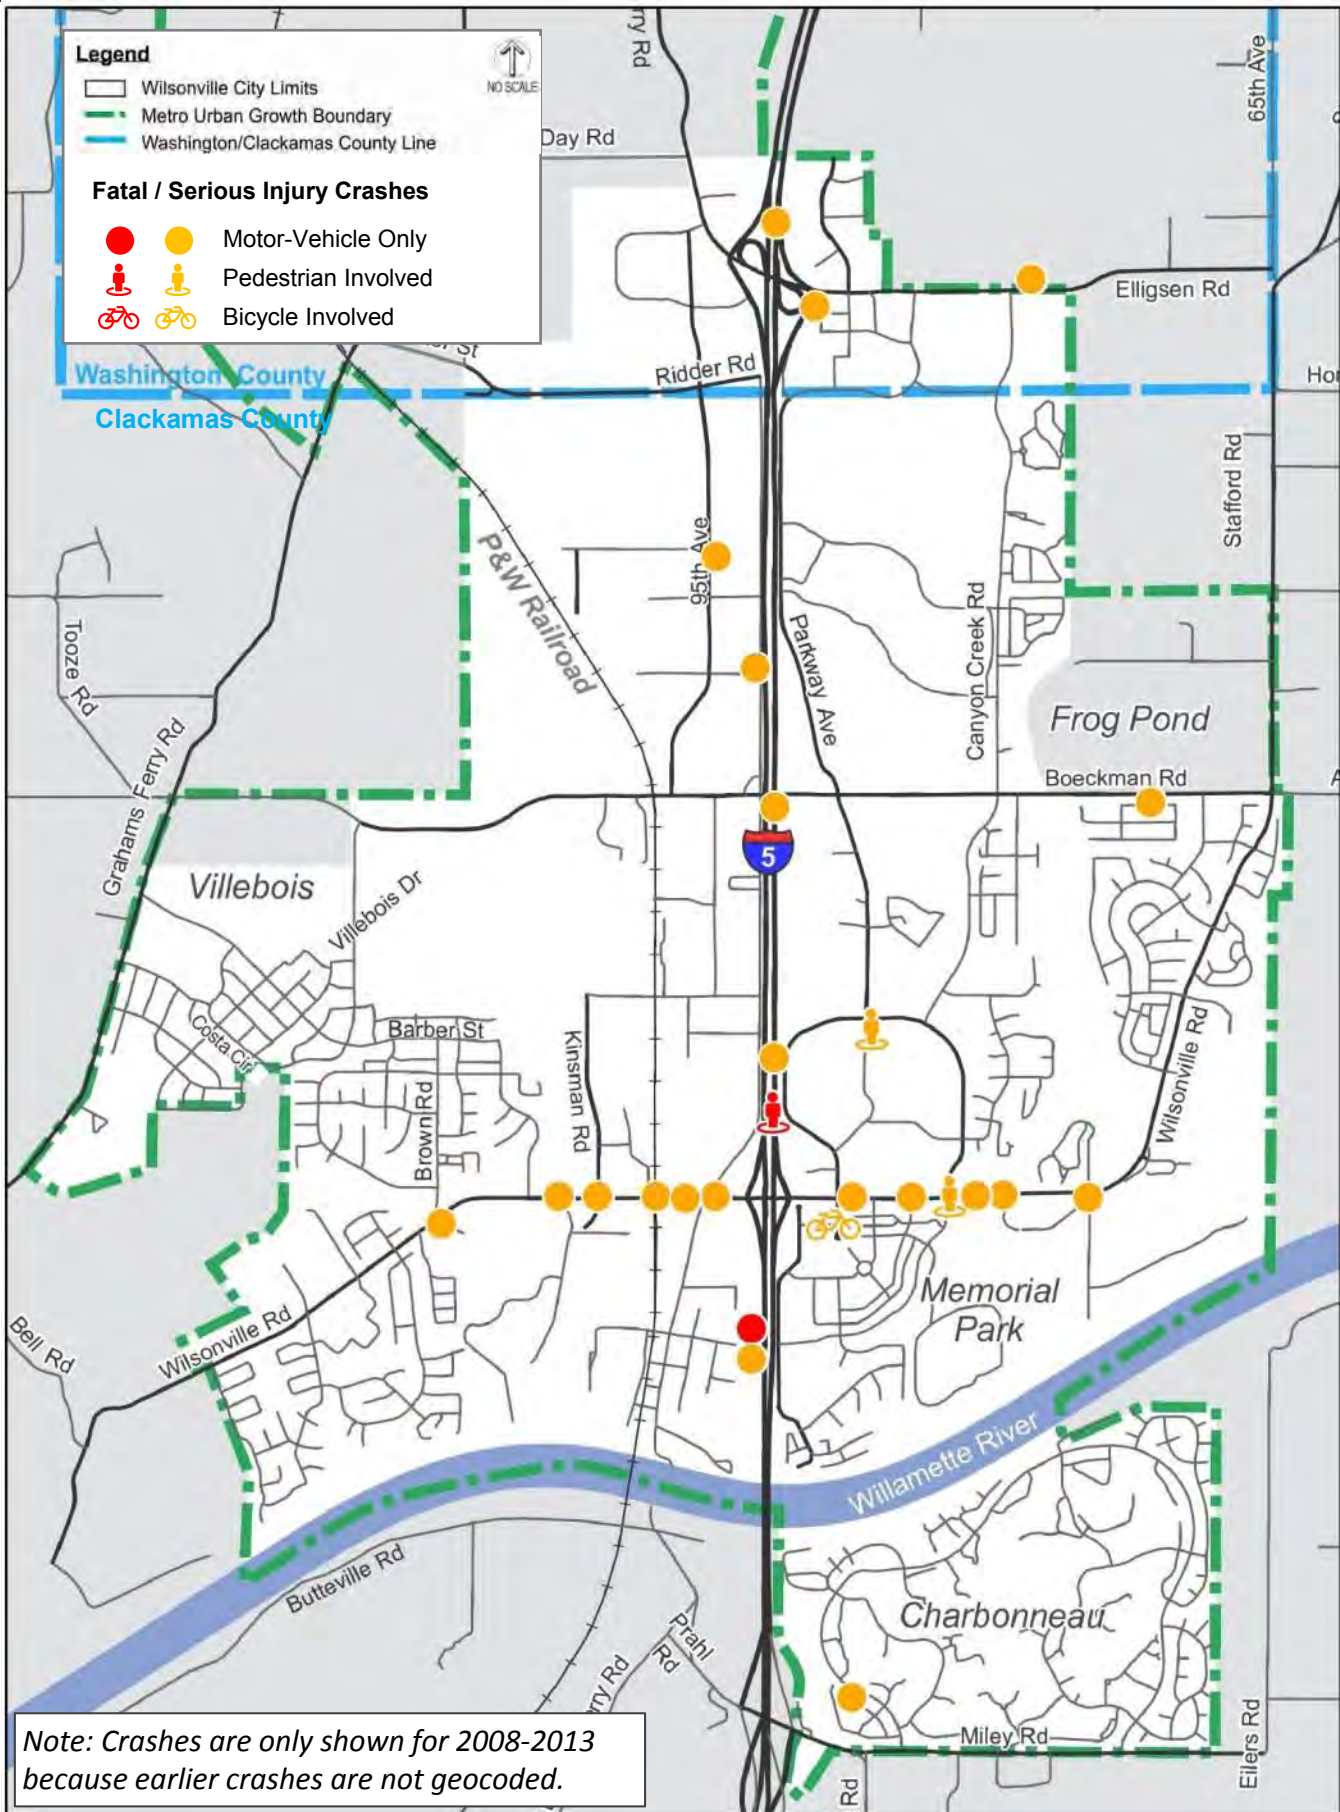 Legend
NO SCALE
Wilsonville City Limits
Metro Urban Growth Boundary
Washington/Clackamas County Line
Fatal / Serious Injury Crashes
Motor-Vehicle Only
Pedestrian Involved
Bicycle Involved
ry Rd
65th Ave
Day Rd
Elligsen Rd
St
Ridder Rd
Washington County
Clackamas County
Stafford Rd
95th Ave
P&W Railroad
Tooze Rd
Parkway Ave
Canyon Creek Rd
Frog Pond
Boeckman Rd
Grahams Ferry Rd
5
Villebois
Villebois Dr
Costa Cir
Barber St
Kinsman Rd
Brown Rd
Wilsonville Rd
Memorial
Park
Wilsonville Rd
Bell Rd
Willamette River
Butteville Rd
Charbonneau
Prahl
Rd
rry Rd
Miley Rd
Eilers Rd
Rd
Note: Crashes are only shown for 2008-2013
because earlier crashes are not geocoded.